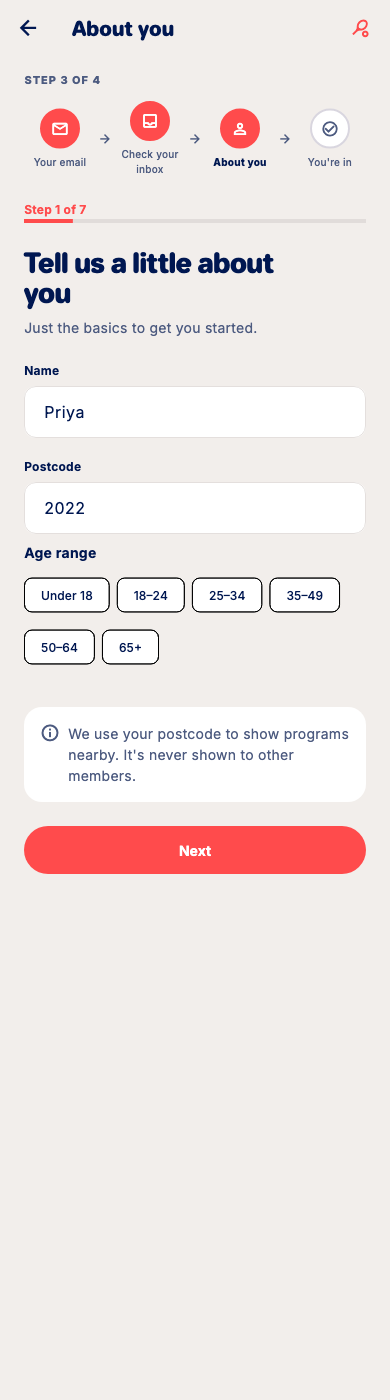 About you
STEP 3 OF 4
Your email
Check your
inbox
About you
You're in
Step 1 of 7
Tell us a little about
you
Just the basics to get you started.
Name
Priya
Postcode
2022
Age range
Under 18
18–24
25–34
35–49
50–64
65+
We use your postcode to show programs
nearby. It's never shown to other
members.
Next